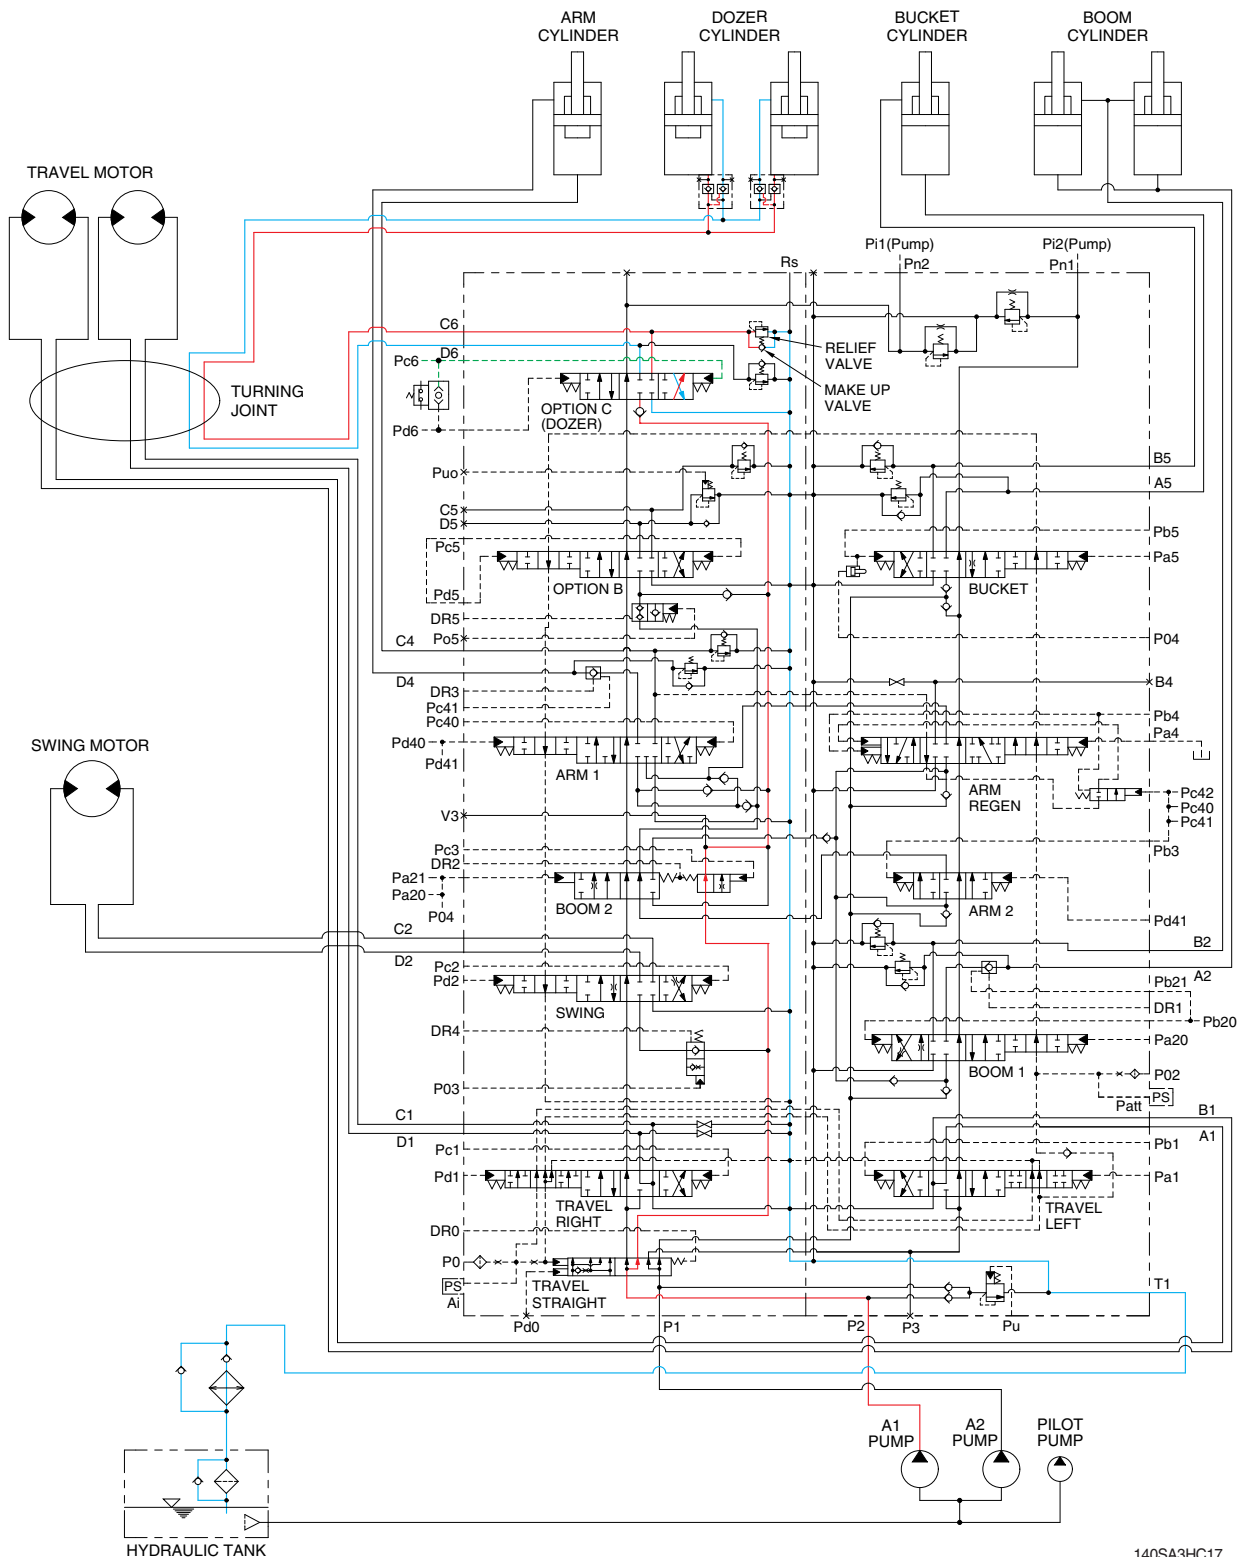 ARM
CYLINDER
DOZER
CYLINDER
BUCKET
CYLINDER
BOOM
CYLINDER
TRAVEL MOTOR
Pi1(Pump)
Pi2(Pump)
Rs
Pn2
Pn1
C6
D6
Pc6
RELIEF
VALVE
MAKE UP
VALVE
TURNING
JOINT
OPTION C
(DOZER)
Pd6
Puo
B5
A5
C5
D5
Pc5
Pb5
Pa5
OPTION B
BUCKET
Pd5
DR5
Po5
P04
C4
D4
DR3
Pc41
B4
Pc40
Pb4
Pa4
SWING MOTOR
Pd40
Pd41
ARM 1
ARM
REGEN
Pc42
Pc40
Pc41
V3
Pc3
DR2
Pb3
Pa21
Pa20
P04
BOOM 2
ARM 2
Pd41
C2
D2
B2
A2
Pc2
Pd2
Pb21
DR1
Pb20
SWING
DR4
Pa20
BOOM 1
P03
P02
PS
Patt
C1
D1
B1
A1
Pc1
Pb1
Pd1
Pa1
TRAVEL
RIGHT
TRAVEL
LEFT
DR0
P0
PS
Ai
TRAVEL
STRAIGHT
T1
Pd0
P1
P2
P3
Pu
A1
PUMP
A2
PUMP
PILOT
PUMP
HYDRAULIC TANK
140SA3HC17